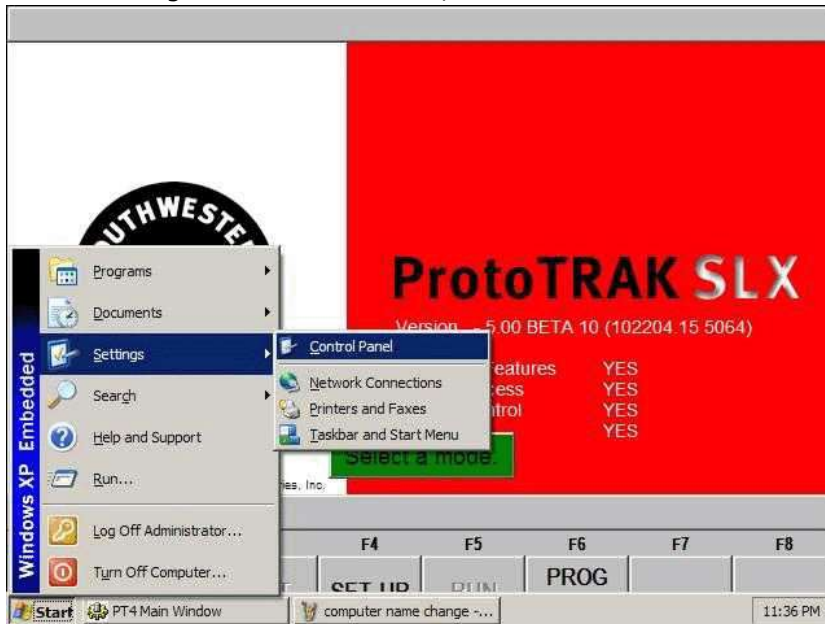 OUTHWESTE
ProtoTRAK SLX
Version - 5.00 BETA 10 (102204.15 5064)
eatures YES
cess YES
ntrol YES
YES
Select a mode.
ies, Inc.
Windows XP Embedded
Programs
Documents
Settings
Search
Help and Support
Run...
Log Off Administrator...
Turn Off Computer...
Control Panel
Network Connections
Printers and Faxes
Taskbar and Start Menu
F4 F5 F6 F7 F8
SET UP RUN PROG
Start PT4 Main Window computer name change -... 11:36 PM